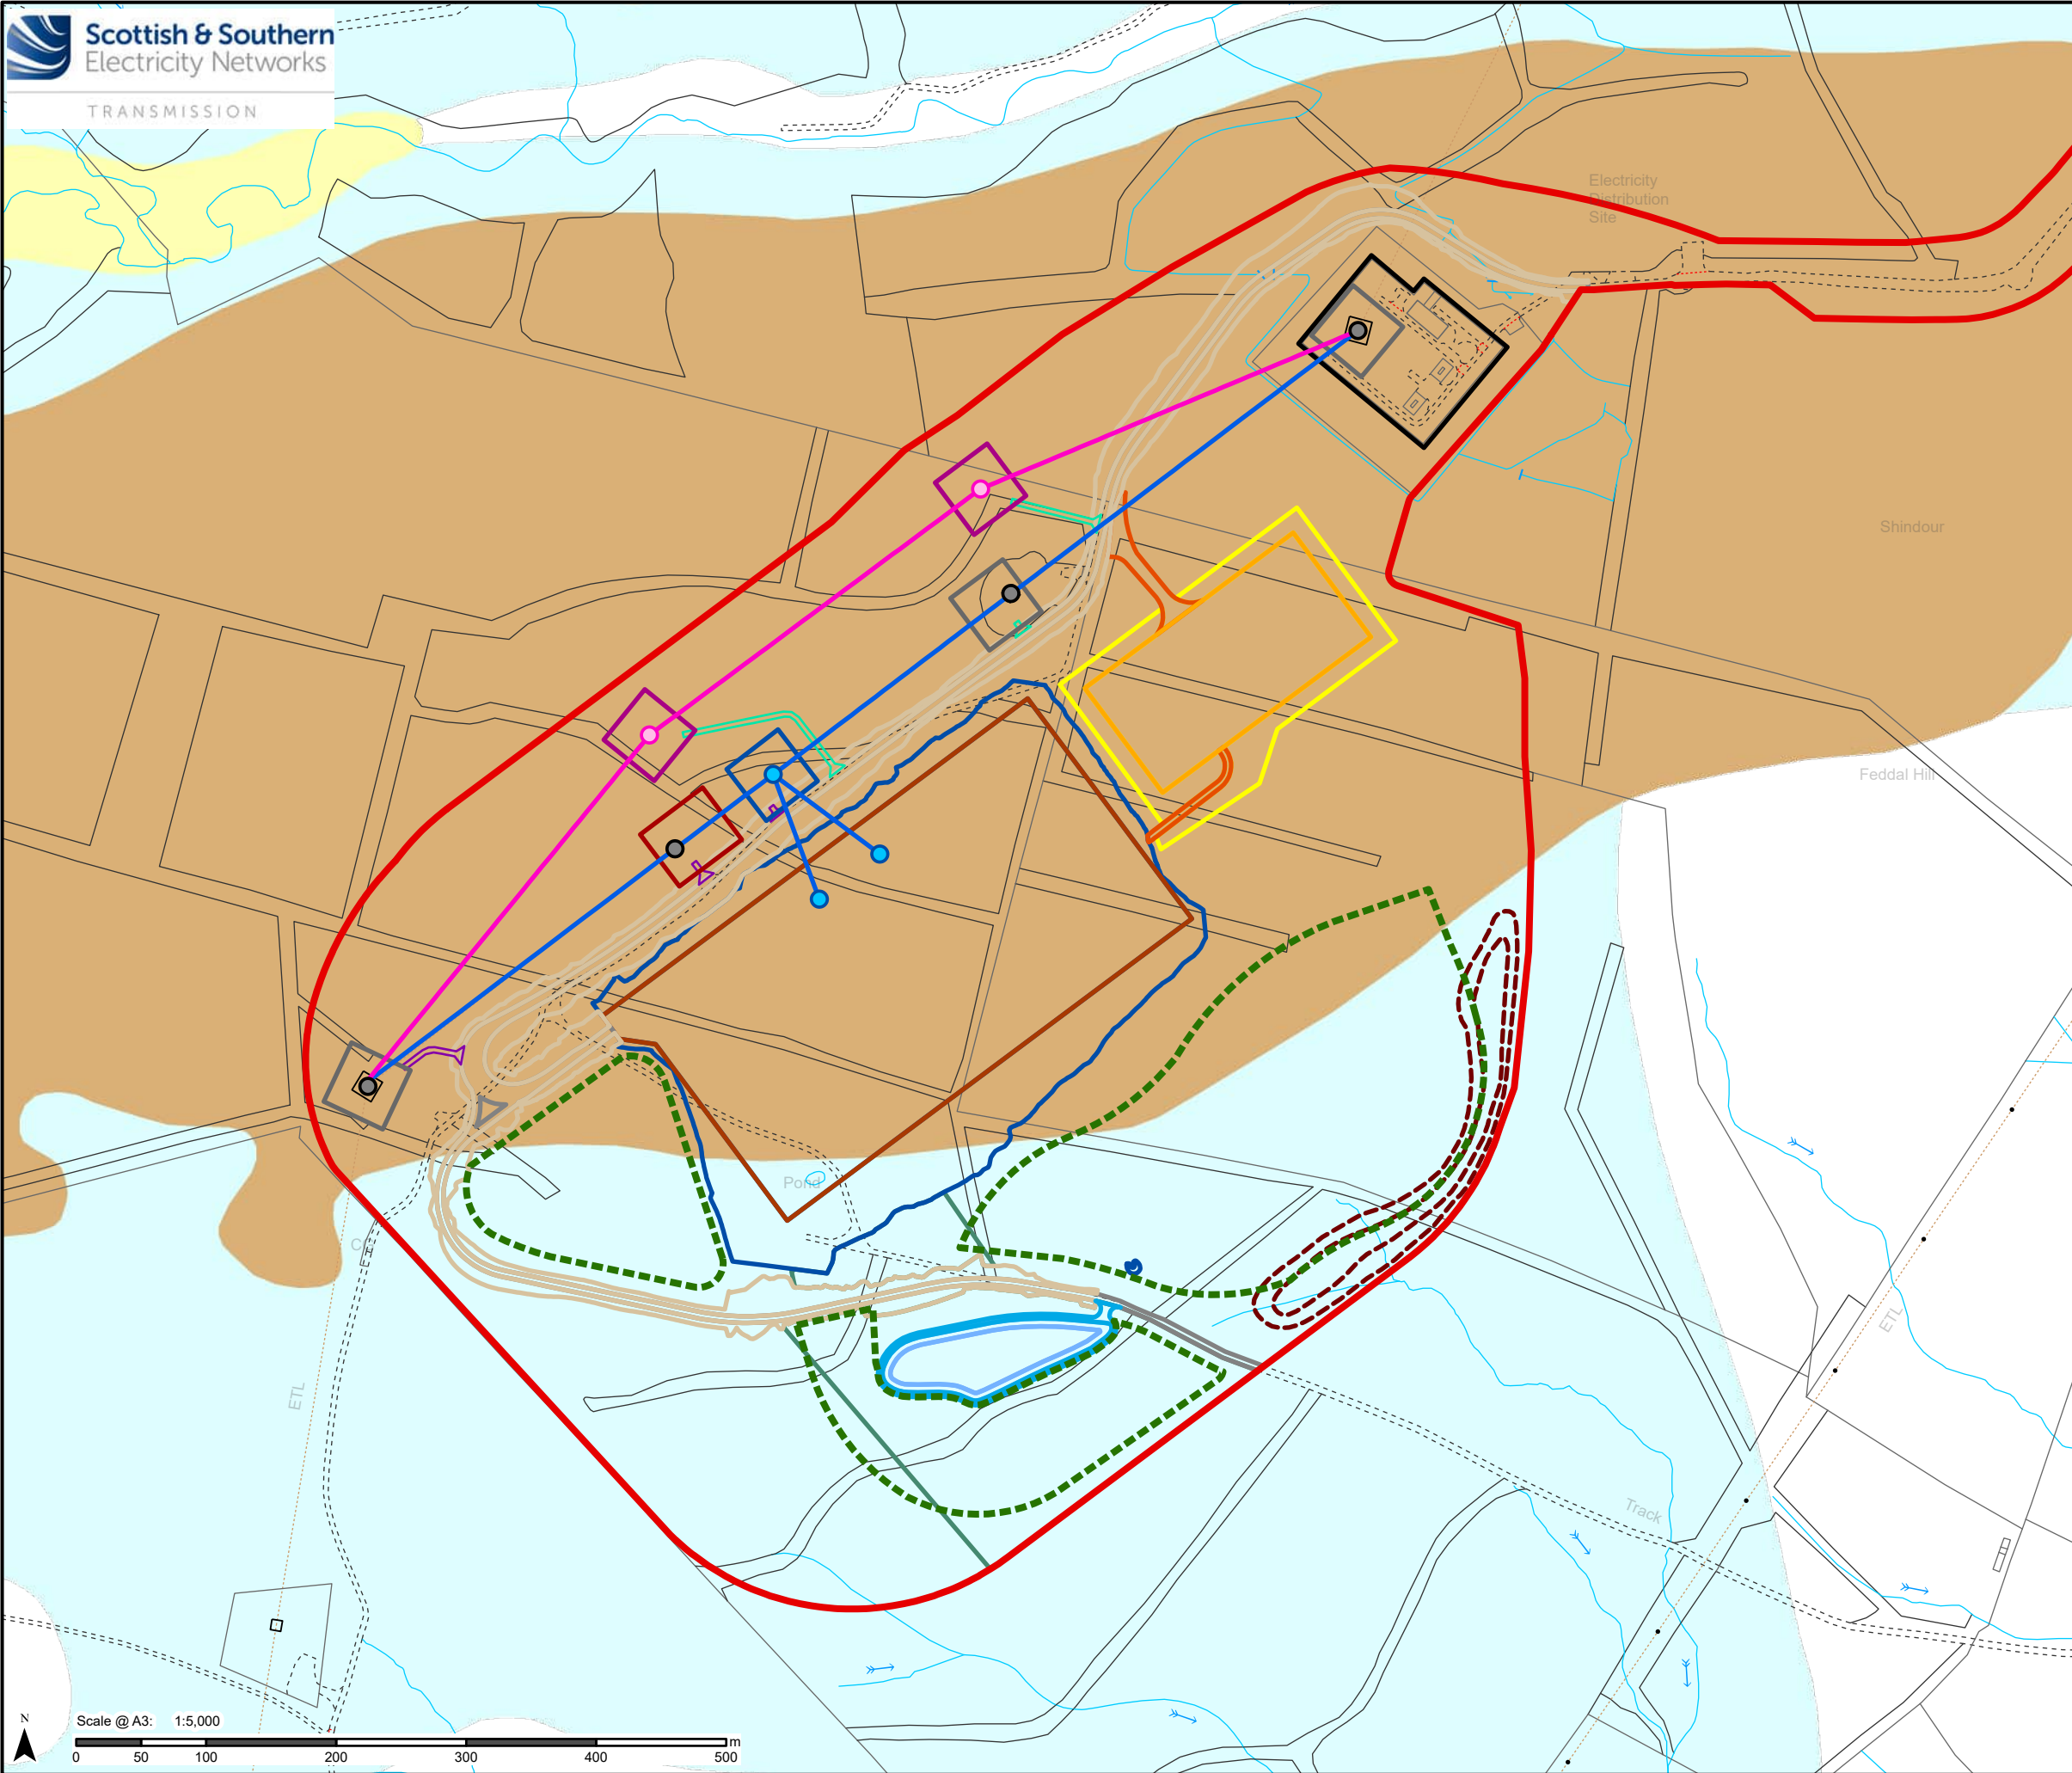 Scottish & Southern
Electricity Networks
TRANSMISSION
Electricity
Distribution
Site
Shindour
Feddal Hill
Pond
ETL
ETL
Track
N
Scale @ A3: 1:5,000
0 50 100 200 300 400 500 m